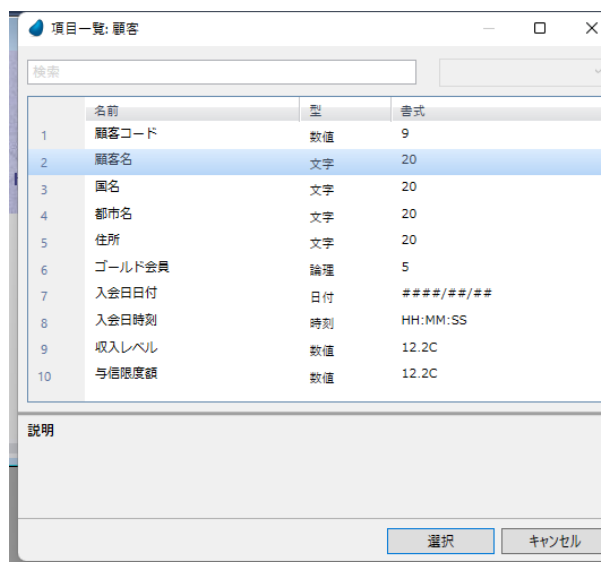 項目一覧: 顧客
検索
名前 型 書式
1 顧客コード 数値 9
2 顧客名 文字 20
3 国名 文字 20
4 都市名 文字 20
5 住所 文字 20
6 ゴールド会員 論理 5
7 入会日日付 日付 ####/##/##
8 入会日時刻 時刻 HH:MM:SS
9 収入レベル 数値 12.2C
10 与信限度額 数値 12.2C
説明
選択 キャンセル